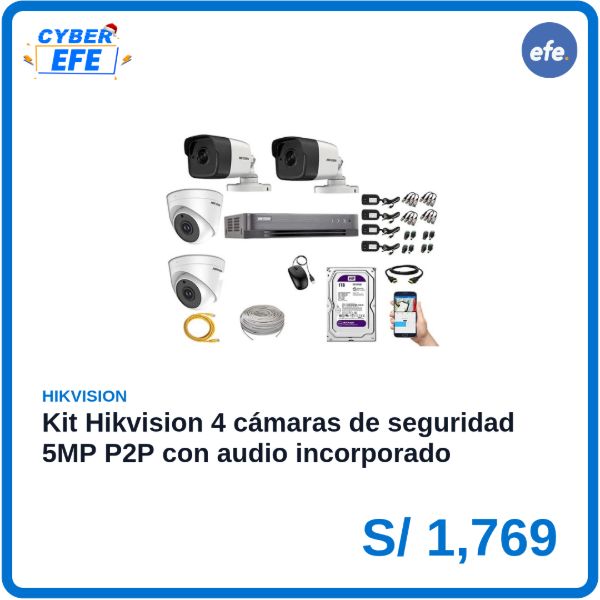 CYBER
EFE
efe.
HIKVISION
Kit Hikvision 4 cámaras de seguridad
5MP P2P con audio incorporado
S/ 1,769